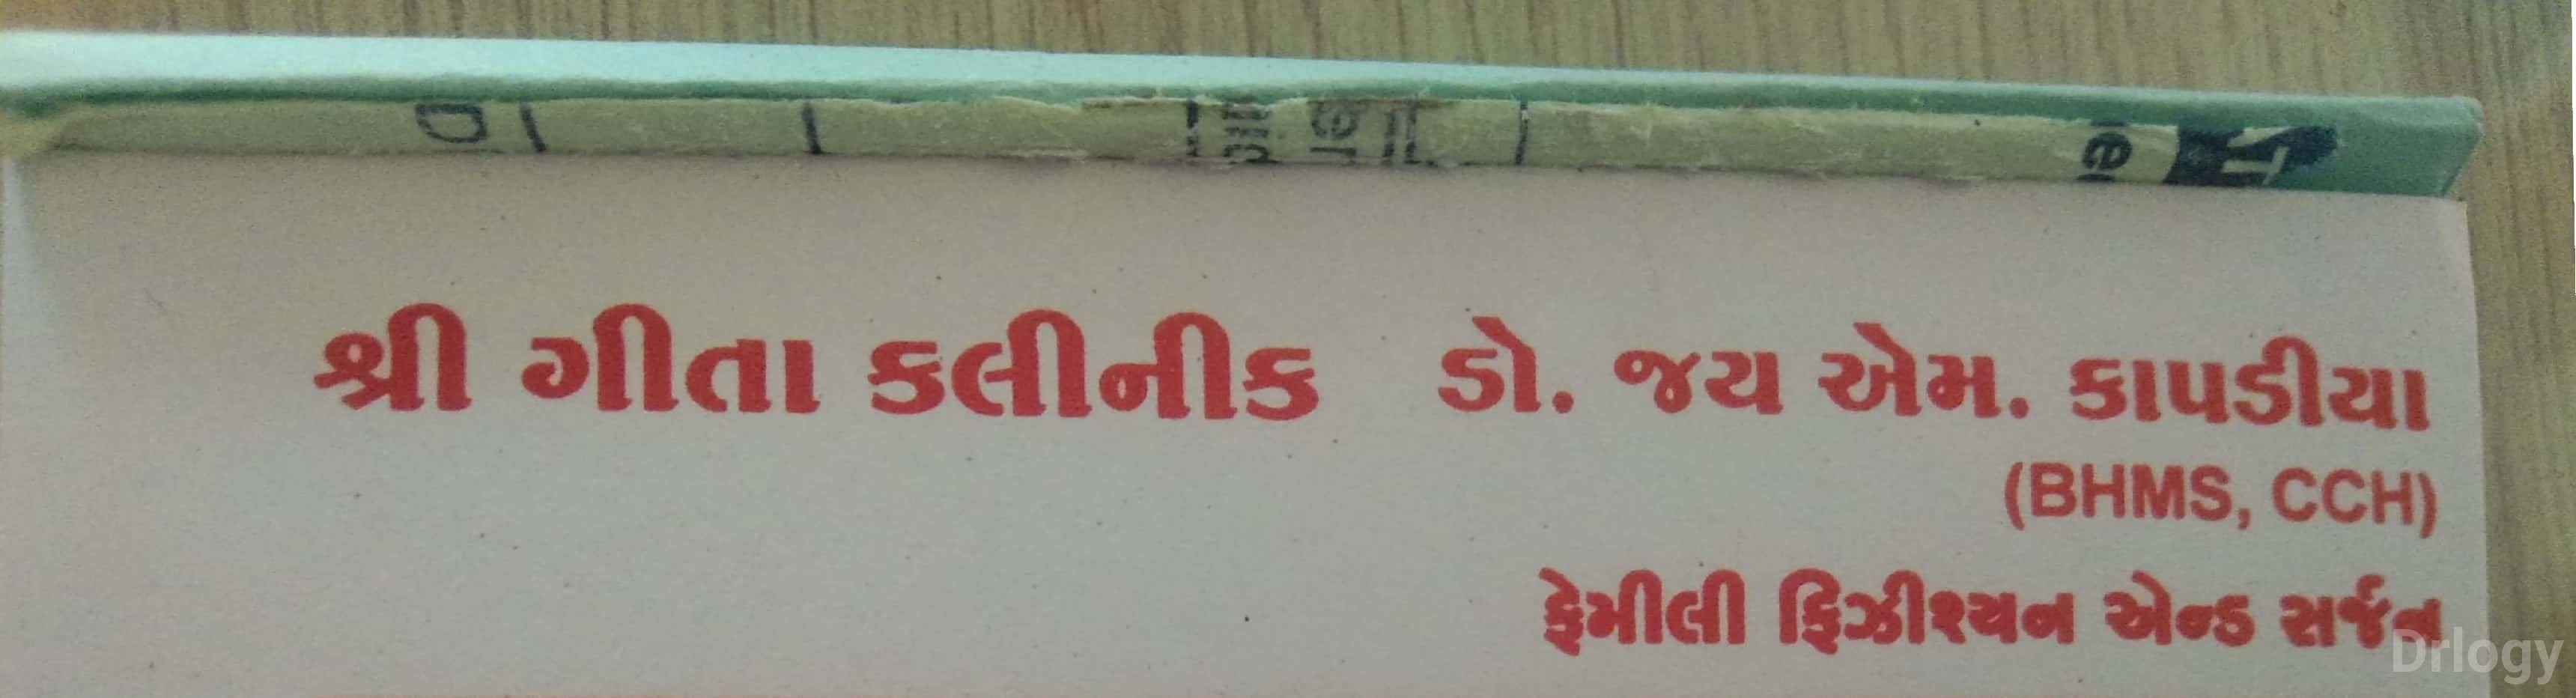 શ્રી ગીતા કલીનીક ડો. જય એમ. કાપડીયા
(BHMS, CCH)
ફેમીલી ફિઝીશ્યન એન્ડ સર્જન
Drlogy